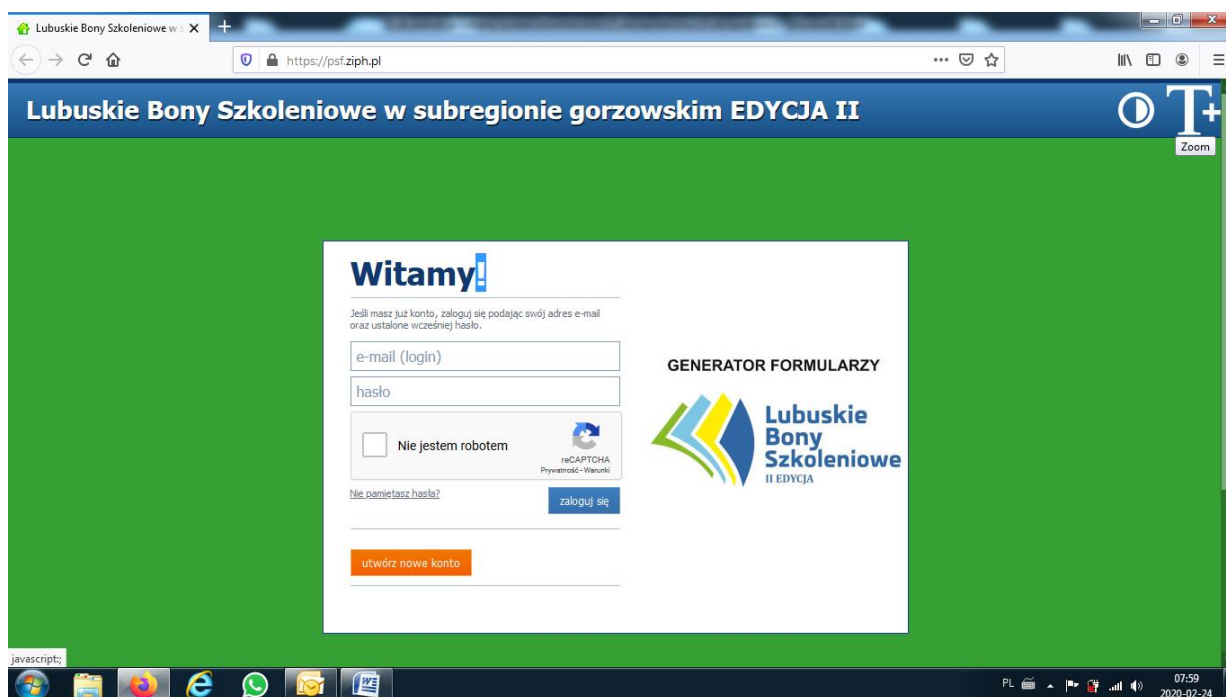 Lubuskie Bony Szkoleniowe w s
https://psf.ziph.pl
Lubuskie Bony Szkoleniowe w subregionie gorzowskim EDYCJA II
T+
Zoom
Witamy!
Jeśli masz już konto, zaloguj się podając swój adres e-mail
oraz ustalone wcześniej hasło.
e-mail (login)
hasło
Nie jestem robotem
reCAPTCHA
Prywatność - Warunki
Nie pamiętasz hasła?
zaloguj się
utwórz nowe konto
GENERATOR FORMULARZY
Lubuskie
Bony
Szkoleniowe
II EDYCJA
javascript:;
PL
07:59
2020-02-24